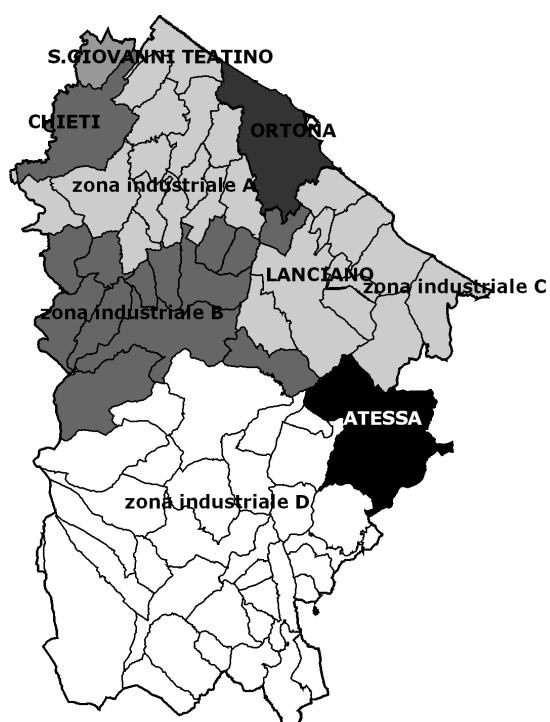 S.GIOVANNI TEATINO
CHIETI
ORTONA
zona industriale A
LANCIANO
zona industriale C
zona industriale B
ATESSA
zona industriale D